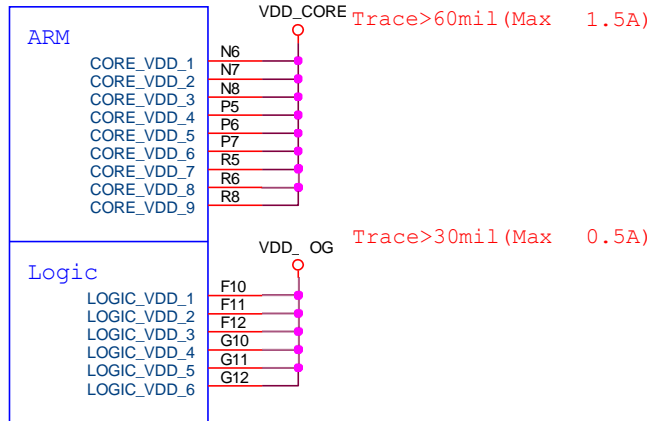 VDD_CORE Trace>60mil(Max 1.5A)
ARM
CORE_VDD_1 N6
CORE_VDD_2 N7
CORE_VDD_3 N8
CORE_VDD_4 P5
CORE_VDD_5 P6
CORE_VDD_6 P7
CORE_VDD_7 R5
CORE_VDD_8 R6
CORE_VDD_9 R8
VDD_ OG Trace>30mil(Max 0.5A)
Logic
LOGIC_VDD_1 F10
LOGIC_VDD_2 F11
LOGIC_VDD_3 F12
LOGIC_VDD_4 G10
LOGIC_VDD_5 G11
LOGIC_VDD_6 G12